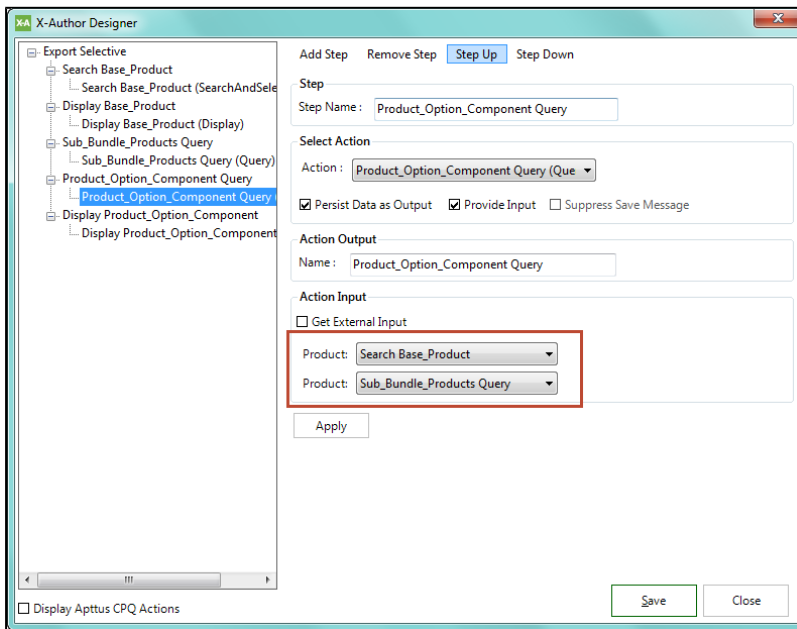 X-A X-Author Designer
Export Selective
Search Base_Product
Search Base_Product (SearchAndSele
Display Base_Product
Display Base_Product (Display)
Sub_Bundle_Products Query
Sub_Bundle_Products Query (Query)
Product_Option_Component Query
Product_Option_Component Query (
Display Product_Option_Component
Display Product_Option_Component
Display Apttus CPQ Actions
Add Step Remove Step Step Up Step Down
Step
Step Name : Product_Option_Component Query
Select Action
Action : Product_Option_Component Query (Que
Persist Data as Output Provide Input Suppress Save Message
Action Output
Name : Product_Option_Component Query
Action Input
Get External Input
Product: Search Base_Product
Product: Sub_Bundle_Products Query
Apply
Save Close